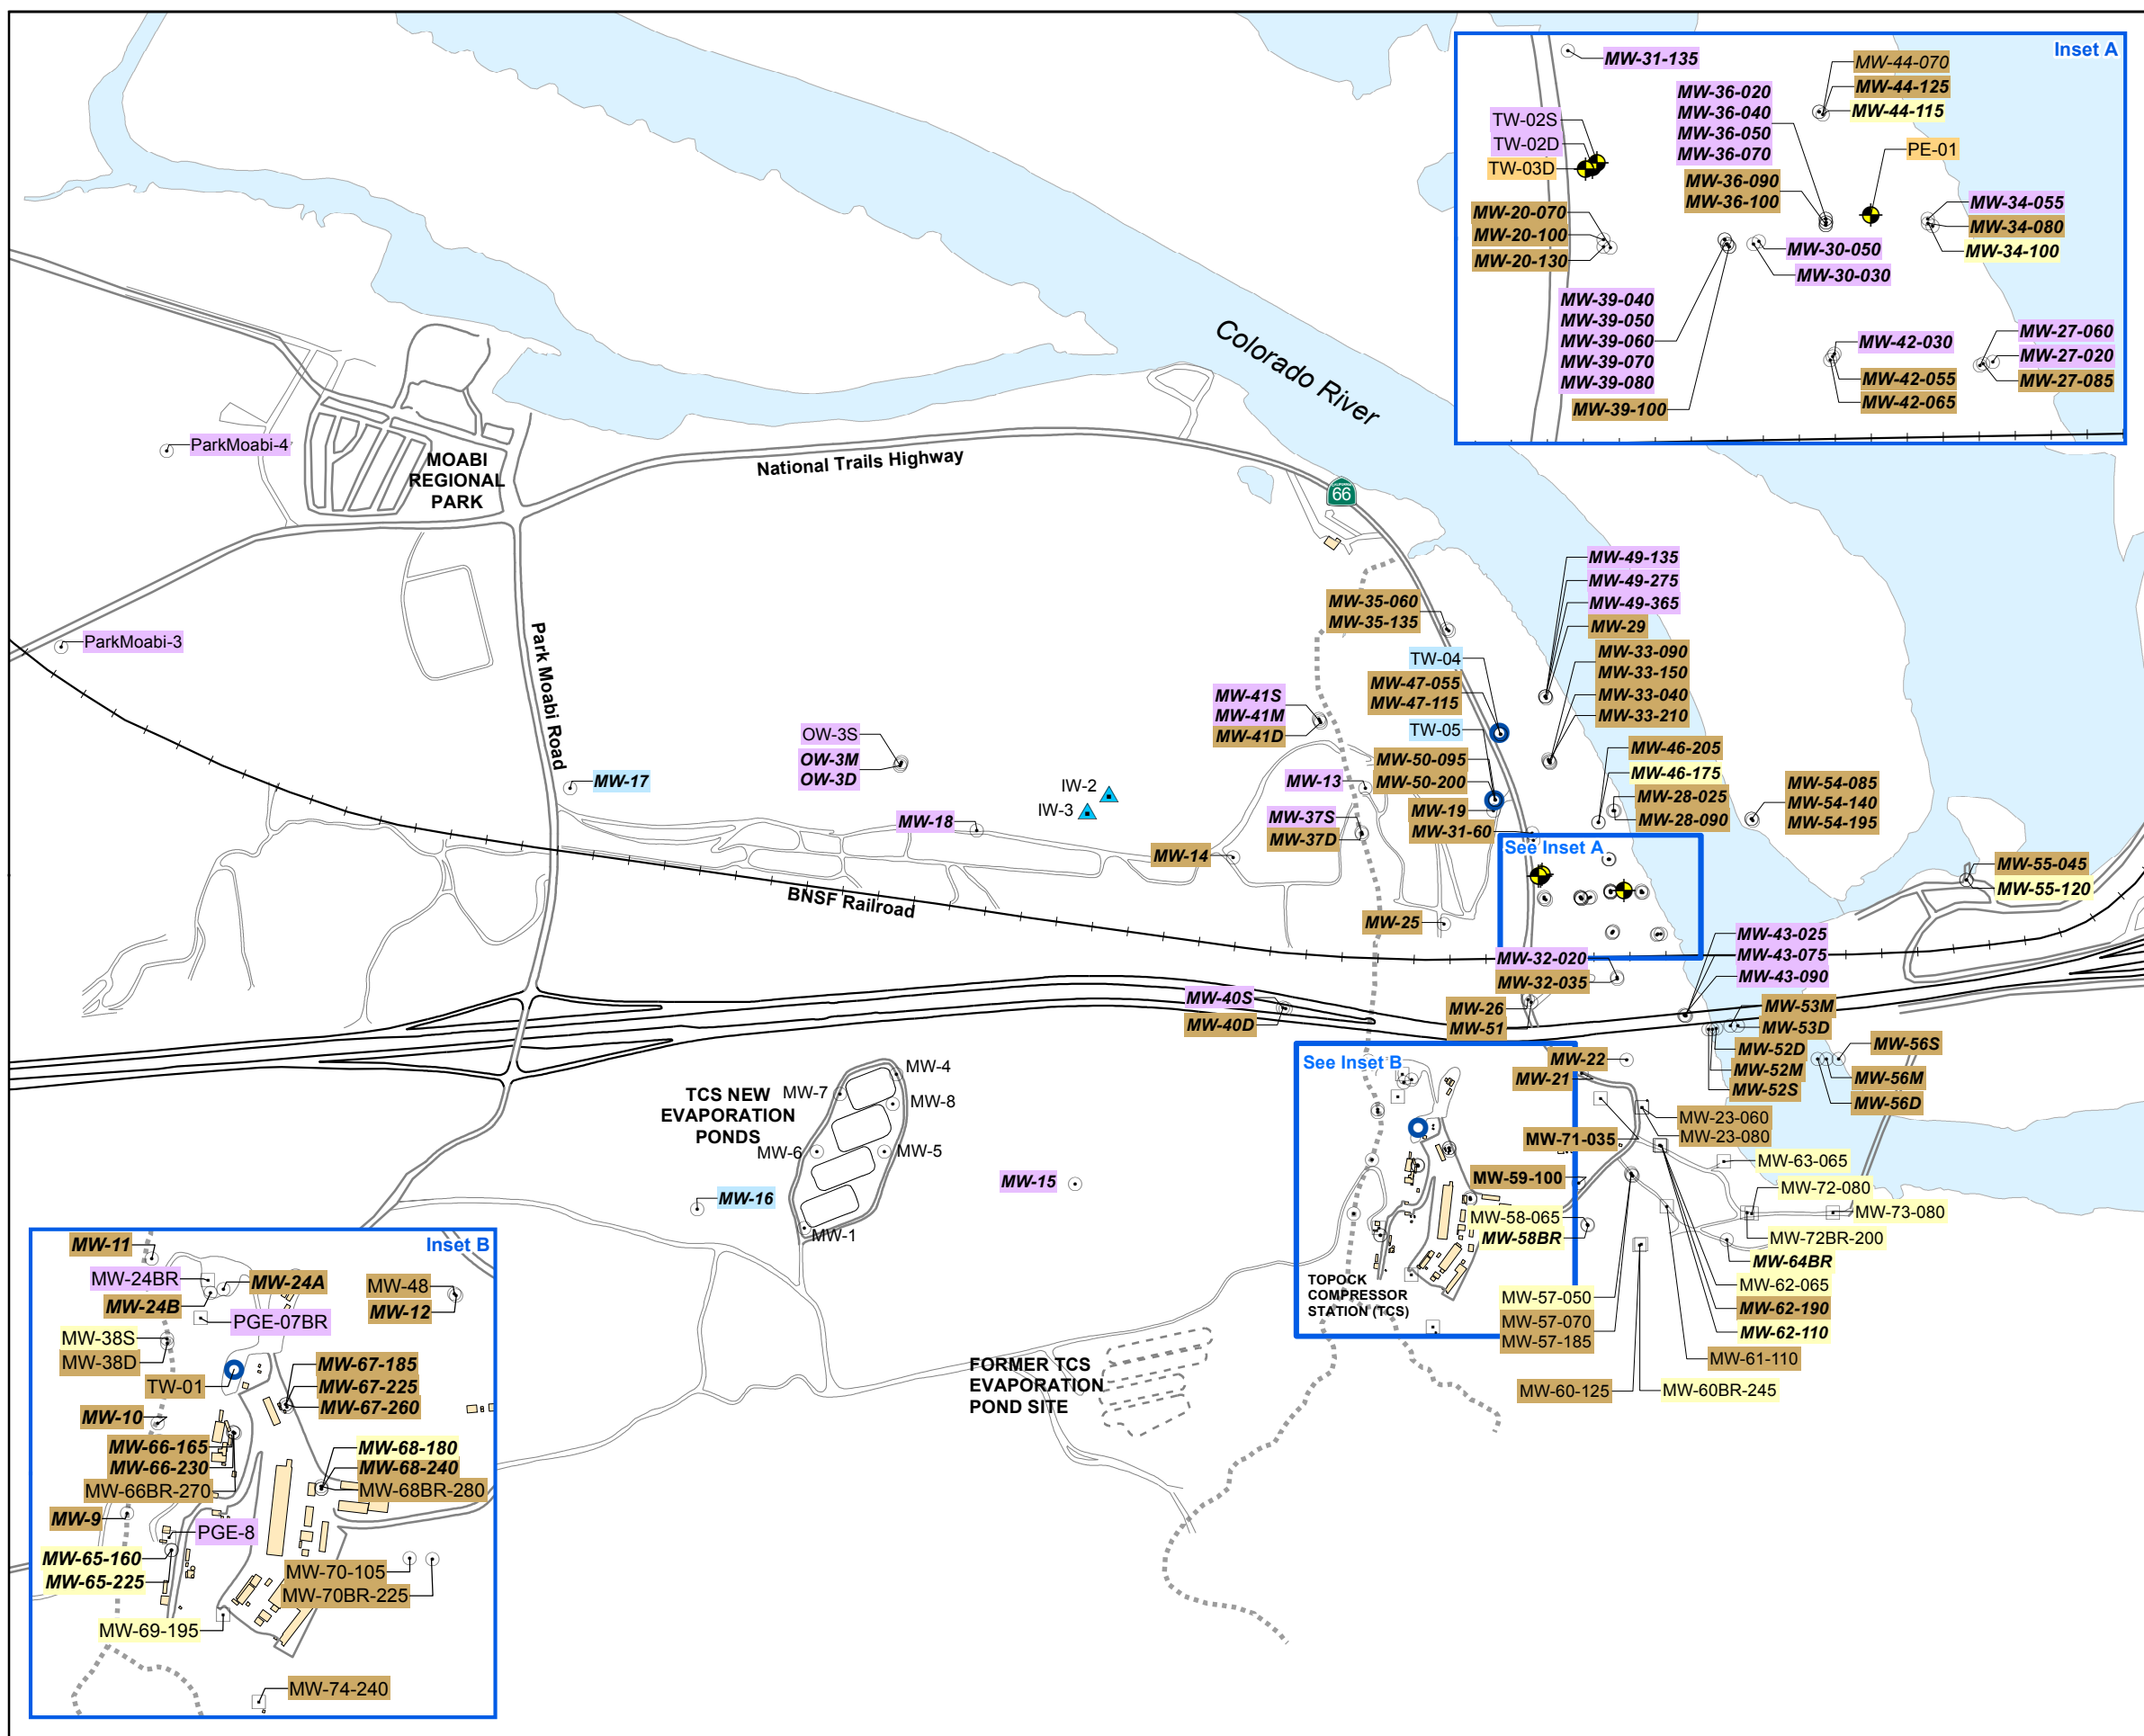 Inset A
MW-31-135
MW-44-070
MW-44-125
MW-44-115
MW-36-020
MW-36-040
MW-36-050
MW-36-070
TW-02S
TW-02D
TW-03D
PE-01
MW-36-090
MW-36-100
MW-20-070
MW-20-100
MW-20-130
MW-34-055
MW-34-080
MW-34-100
MW-30-050
MW-30-030
MW-39-040
MW-39-050
MW-39-060
MW-39-070
MW-39-080
MW-39-100
MW-42-030
MW-42-055
MW-42-065
MW-27-060
MW-27-020
MW-27-085
Colorado River
ParkMoabi-4
MOABI
REGIONAL
PARK
National Trails Highway
CALIFORNIA
66
ParkMoabi-3
Park Moabi Road
MW-49-135
MW-49-275
MW-49-365
MW-29
MW-33-090
MW-33-150
MW-33-040
MW-33-210
MW-35-060
MW-35-135
TW-04
MW-47-055
MW-47-115
TW-05
MW-41S
MW-41M
MW-41D
OW-3S
OW-3M
OW-3D
MW-17
IW-2
IW-3
MW-13
MW-50-095
MW-50-200
MW-19
MW-31-60
MW-37S
MW-37D
MW-18
MW-14
MW-46-205
MW-46-175
MW-28-025
MW-28-090
MW-54-085
MW-54-140
MW-54-195
See Inset A
MW-55-045
MW-55-120
BNSF Railroad
MW-25
MW-43-025
MW-43-075
MW-43-090
MW-32-020
MW-32-035
MW-40S
MW-40D
MW-26
MW-51
MW-53M
MW-53D
MW-52D
MW-52M
MW-52S
MW-56S
MW-56M
MW-56D
See Inset B
MW-22
MW-21
MW-23-060
MW-23-080
MW-71-035
MW-63-065
MW-59-100
MW-72-080
MW-73-080
MW-58-065
MW-58BR
MW-72BR-200
MW-64BR
MW-62-065
MW-62-190
MW-62-110
MW-57-050
MW-57-070
MW-57-185
MW-61-110
MW-60-125
MW-60BR-245
TOPOCK
COMPRESSOR
STATION (TCS)
TCS NEW
EVAPORATION
PONDS
MW-4
MW-7
MW-8
MW-6
MW-5
MW-1
MW-16
MW-15
FORMER TCS
EVAPORATION
POND SITE
Inset B
MW-11
MW-24BR
MW-24A
MW-24B
MW-48
MW-12
PGE-07BR
MW-38S
MW-38D
TW-01
MW-67-185
MW-67-225
MW-67-260
MW-10
MW-66-165
MW-66-230
MW-66BR-270
MW-68-180
MW-68-240
MW-68BR-280
MW-9
PGE-8
MW-65-160
MW-65-225
MW-70-105
MW-70BR-225
MW-69-195
MW-74-240